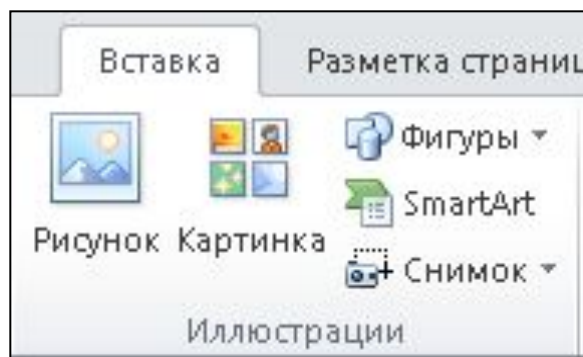 Вставка Разметка страниц
Фигуры
SmartArt
Рисунок Картинка
Снимок
Иллюстрации